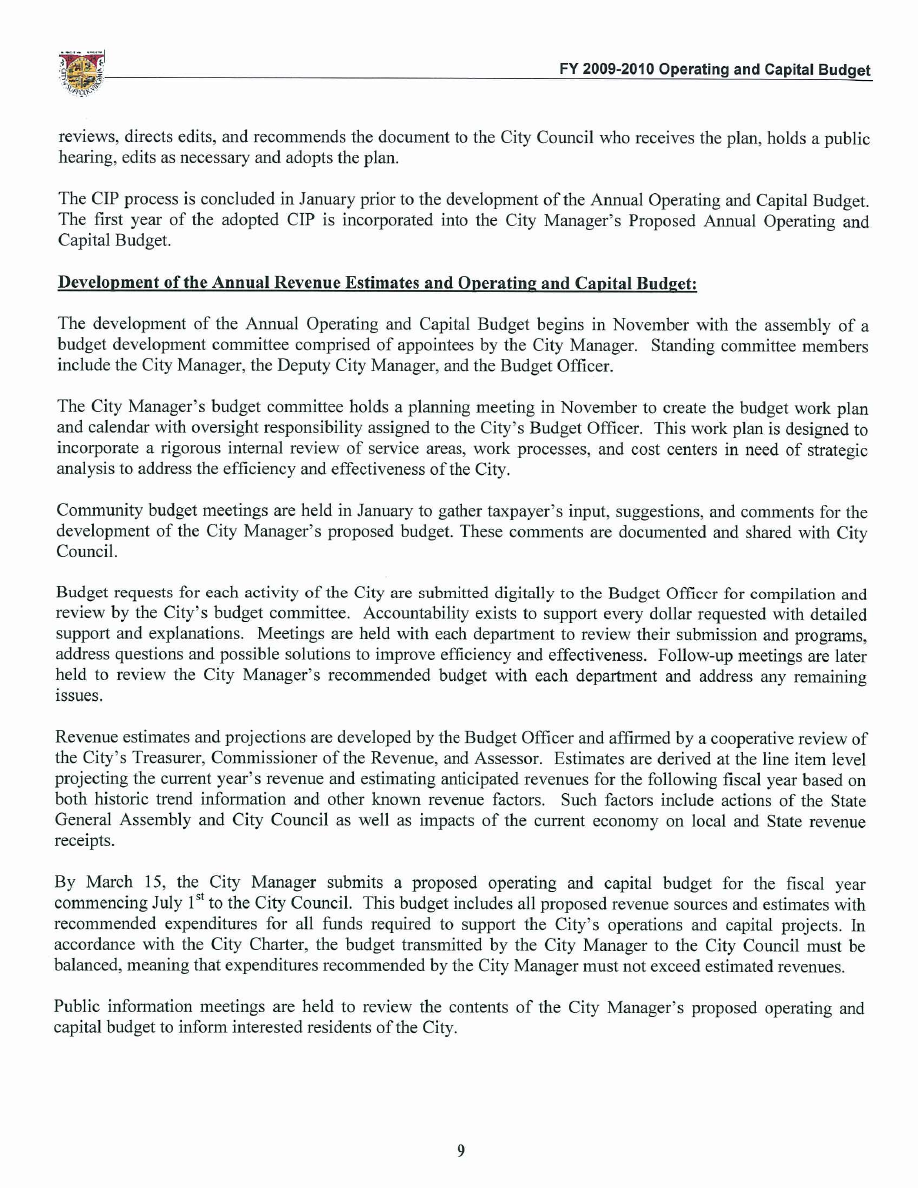 FY 2009-2010 Operating and Capital Budget
reviews, directs edits, and recommends the document to the City Council who receives the plan, holds a public
hearing, edits as necessary and adopts the plan.
The CIP process is concluded in January prior to the development of the Annual Operating and Capital Budget.
The first year of the adopted CIP is incorporated into the City Manager's Proposed Annual Operating and
Capital Budget.
Development of the Annual Revenue Estimates and Operating and Capital Budget:
The development of the Annual Operating and Capital Budget begins in November with the assembly of a
budget development committee comprised of appointees by the City Manager. Standing committee members
include the City Manager, the Deputy City Manager, and the Budget Officer.
The City Manager's budget committee holds a planning meeting in November to create the budget work plan
and calendar with oversight responsibility assigned to the City's Budget Officer. This work plan is designed to
incorporate a rigorous internal review of service areas, work processes, and cost centers in need of strategic
analysis to address the efficiency and effectiveness of the City.
Community budget meetings are held in January to gather taxpayer's input, suggestions, and comments for the
development of the City Manager's proposed budget. These comments are documented and shared with City
Council.
Budget requests for each activity of the City are submitted digitally to the Budget Officer for compilation and
review by the City's budget committee. Accountability exists to support every dollar requested with detailed
support and explanations. Meetings are held with each department to review their submission and programs,
address questions and possible solutions to improve efficiency and effectiveness. Follow-up meetings are later
held to review the City Manager's recommended budget with each department and address any remaining
issues.
Revenue estimates and projections are developed by the Budget Officer and affirmed by a cooperative review of
the City's Treasurer, Commissioner of the Revenue, and Assessor. Estimates are derived at the line item level
projecting the current year's revenue and estimating anticipated revenues for the following fiscal year based on
both historic trend information and other known revenue factors. Such factors include actions of the State
General Assembly and City Council as well as impacts of the current economy on local and State revenue
receipts.
By March 15, the City Manager submits a proposed operating and capital budget for the fiscal year
commencing July 1st to the City Council. This budget includes all proposed revenue sources and estimates with
recommended expenditures for all funds required to support the City's operations and capital projects. In
accordance with the City Charter, the budget transmitted by the City Manager to the City Council must be
balanced, meaning that expenditures recommended by the City Manager must not exceed estimated revenues.
Public information meetings are held to review the contents of the City Manager's proposed operating and
capital budget to inform interested residents of the City.
9